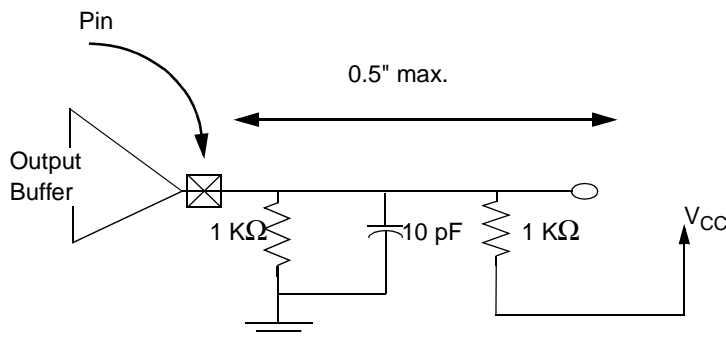 Pin
0.5" max.
Output
Buffer
1 KΩ
10 pF
1 KΩ
VCC